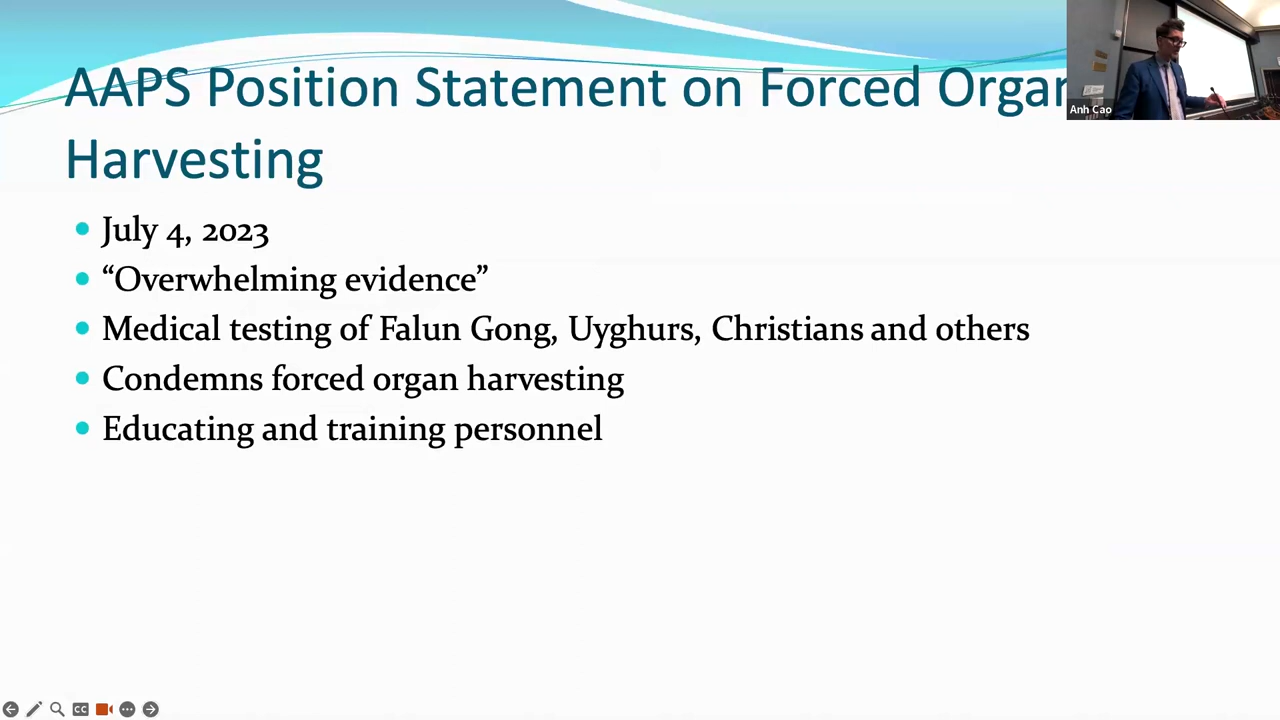 AAPS Position Statement on Forced Organ
Harvesting
Anh Cao
July 4, 2023
“Overwhelming evidence”
Medical testing of Falun Gong, Uyghurs, Christians and others
Condemns forced organ harvesting
Educating and training personnel
CC